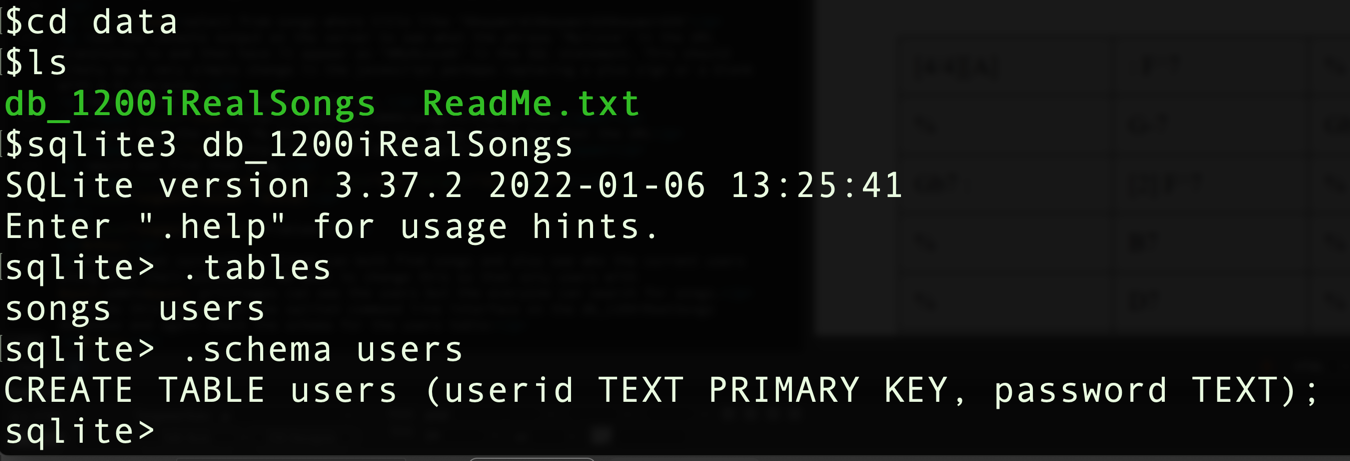 $cd data
$ls
db_1200iRealSongs  ReadMe.txt
$sqlite3 db_1200iRealSongs
SQLite version 3.37.2 2022-01-06 13:25:41
Enter ".help" for usage hints.
sqlite> .tables
songs  users
sqlite> .schema users
CREATE TABLE users (userid TEXT PRIMARY KEY, password TEXT);
sqlite>